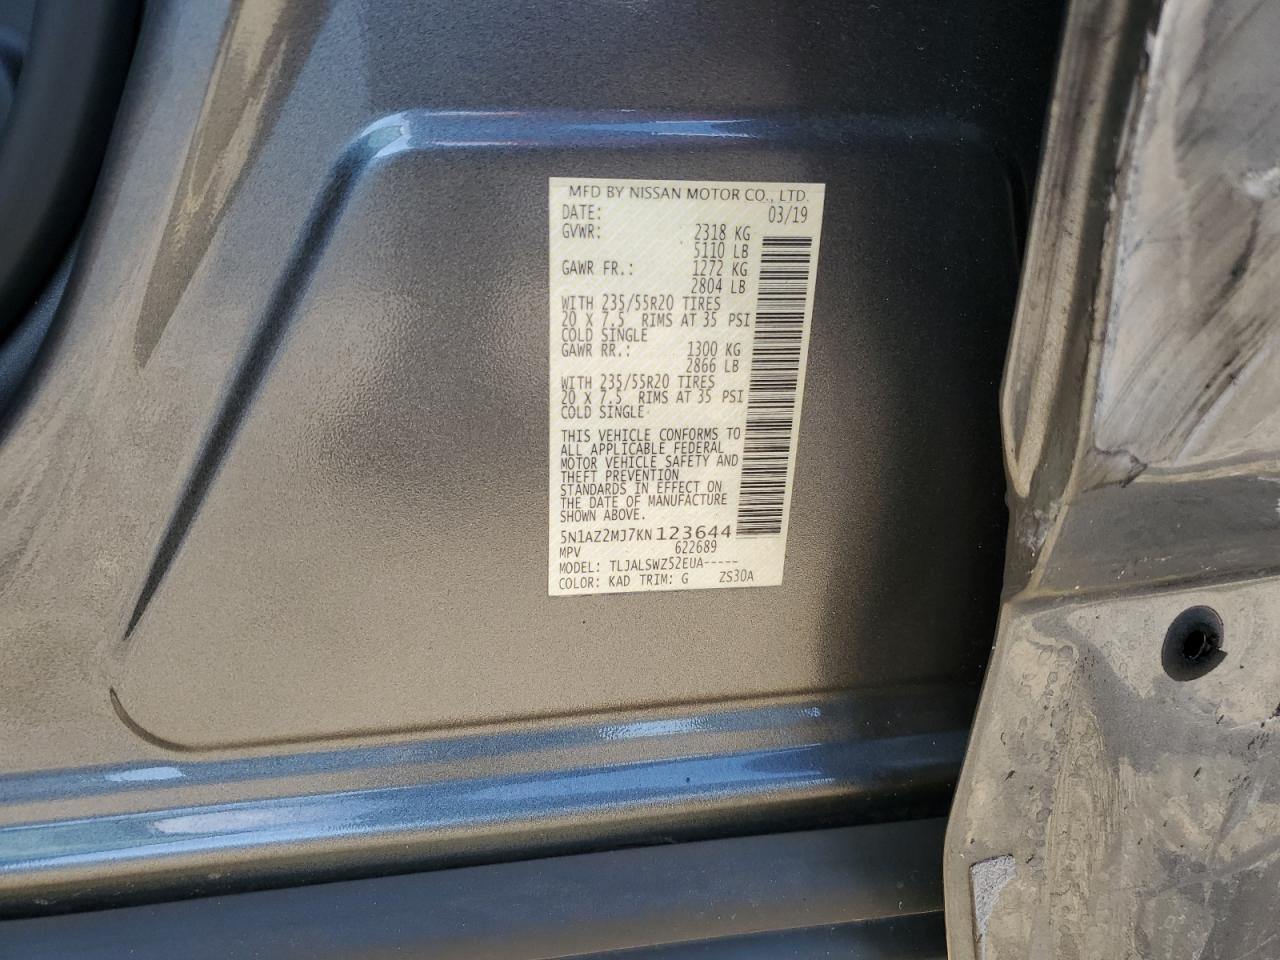 MFD BY NISSAN MOTOR CO., LTD.
DATE: 03/19
GVWR: 2318 KG
5110 LB
GAWR FR.: 1272 KG
2804 LB
WITH 235/55R20 TIRES
20 X 7.5 RIMS AT 35 PSI
COLD SINGLE
GAWR RR.: 1300 KG
2866 LB
WITH 235/55R20 TIRES
20 X 7.5 RIMS AT 35 PSI
COLD SINGLE
THIS VEHICLE CONFORMS TO
ALL APPLICABLE FEDERAL
MOTOR VEHICLE SAFETY AND
THEFT PREVENTION
STANDARDS IN EFFECT ON
THE DATE OF MANUFACTURE
SHOWN ABOVE.
5N1AZ2MJ7KN123644
MPV 622689
MODEL: TLJALSWZ52EUA-----
COLOR: KAD TRIM: G ZS30A